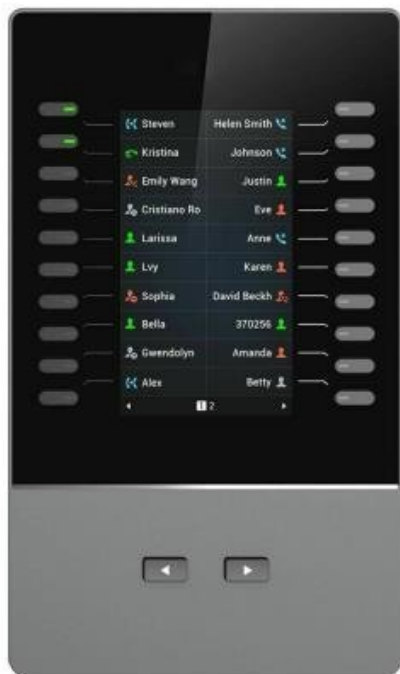 Steven Helen Smith
Kristina Johnson
Emily Wang Justin
Cristiano Ro Eve
Larissa Anne
Lvy Karen
Sophia David Beckh
Bella 370256
Gwendolyn Amanda
Alex Betty
1 2